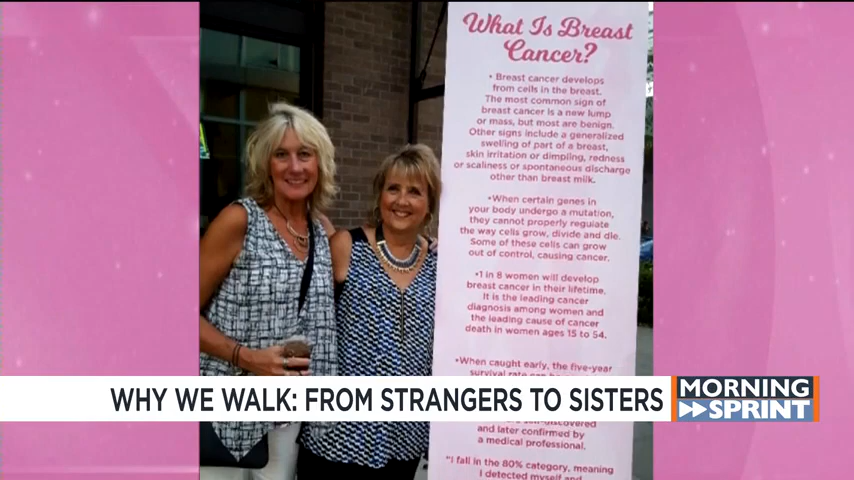 What Is Breast
Cancer?
• Breast cancer develops
from cells in the breast.
The most common sign of
breast cancer is a new lump
or mass, but most are benign.
Other signs include a generalized
swelling of part of a breast,
skin irritation or dimpling, redness
or scaliness or spontaneous discharge
other than breast milk.
•When certain genes in
your body undergo a mutation,
they cannot properly regulate
the way cells grow, divide and die.
Some of these cells can grow
out of control, causing cancer.
•1 in 8 women will develop
breast cancer in their lifetime.
It is the leading cancer
diagnosis among women and
the leading cause of cancer
death in women ages 15 to 54.
•When caught early, the five-year
survival rate can be
WHY WE WALK: FROM STRANGERS TO SISTERS
MORNING
SPRINT
and later confirmed by
a medical professional.
"I fall in the 80% category, meaning
I detected myself and